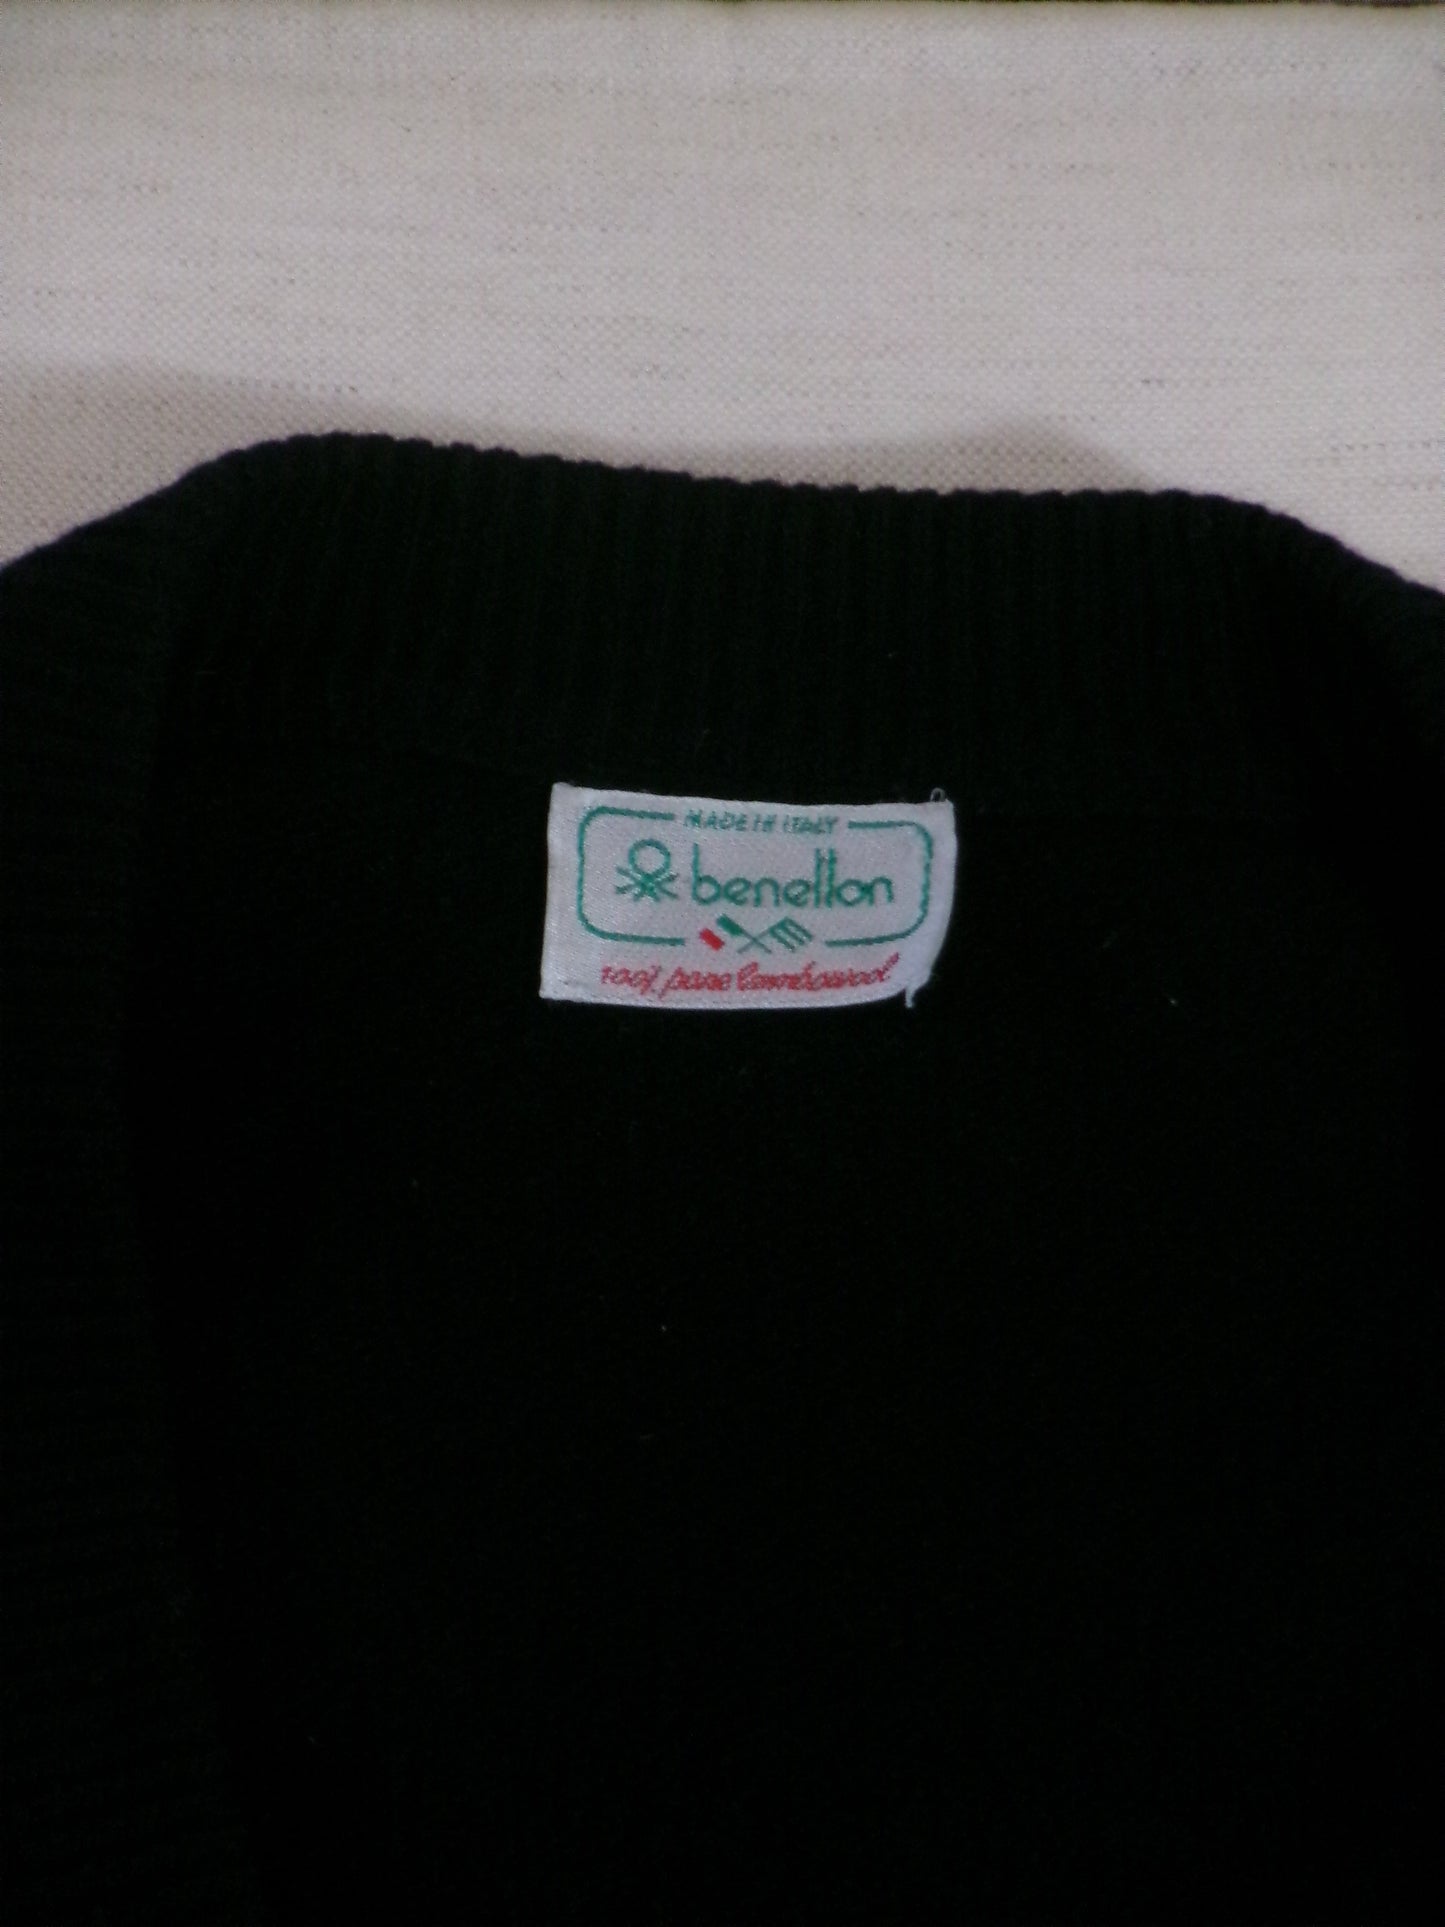 MADE IN ITALY
benetton
100% pure lambswool